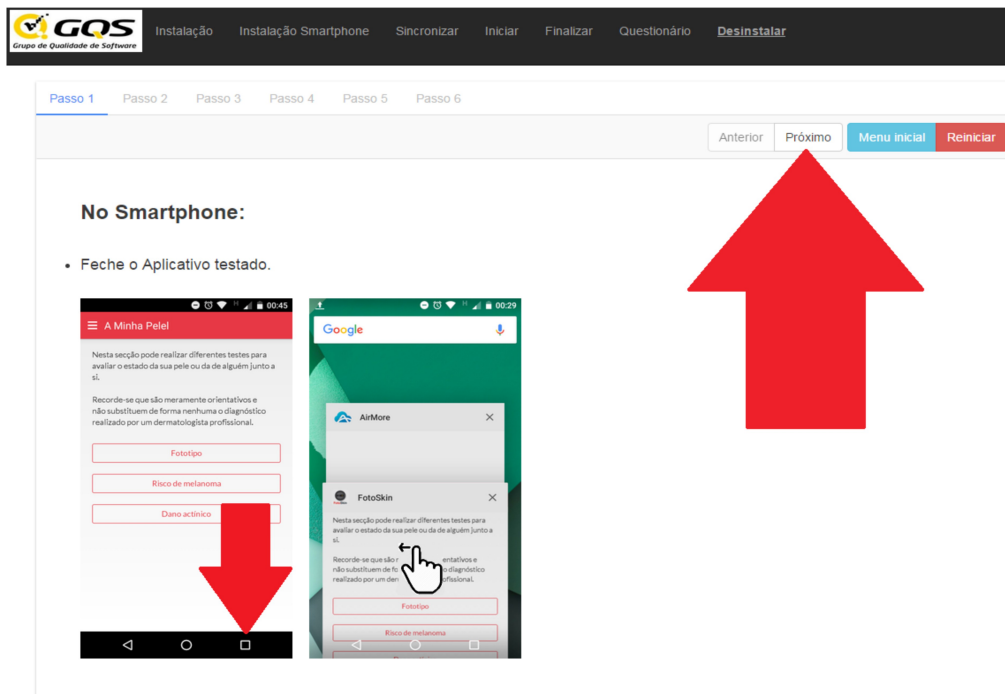 GQS
Grupo de Qualidade de Software
Instalação Instalação Smartphone Sincronizar Iniciar Finalizar Questionário Desinstalar
Passo 1 Passo 2 Passo 3 Passo 4 Passo 5 Passo 6
Anterior Próximo Menu inicial Reiniciar
No Smartphone:
• Feche o Aplicativo testado.
H 00:45
A Minha Pelel
Nesta secção pode realizar diferentes testes para
avaliar o estado da sua pele ou da de alguém junto a
si.
Recorde-se que são meramente orientativos e
não substituem de forma nenhuma o diagnóstico
realizado por um dermatologista profissional.
Fototipo
Risco de melanoma
Dano actínico
H 00:29
Google
AirMore
FotoSkin
Nesta secção pode realizar diferentes testes para
avaliar o estado da sua pele ou da de alguém junto a
si.
Recorde-se que são entativos e
não substituem de o diagnóstico
realizado por um der ofissional.
Fototipo
Risco de melanoma